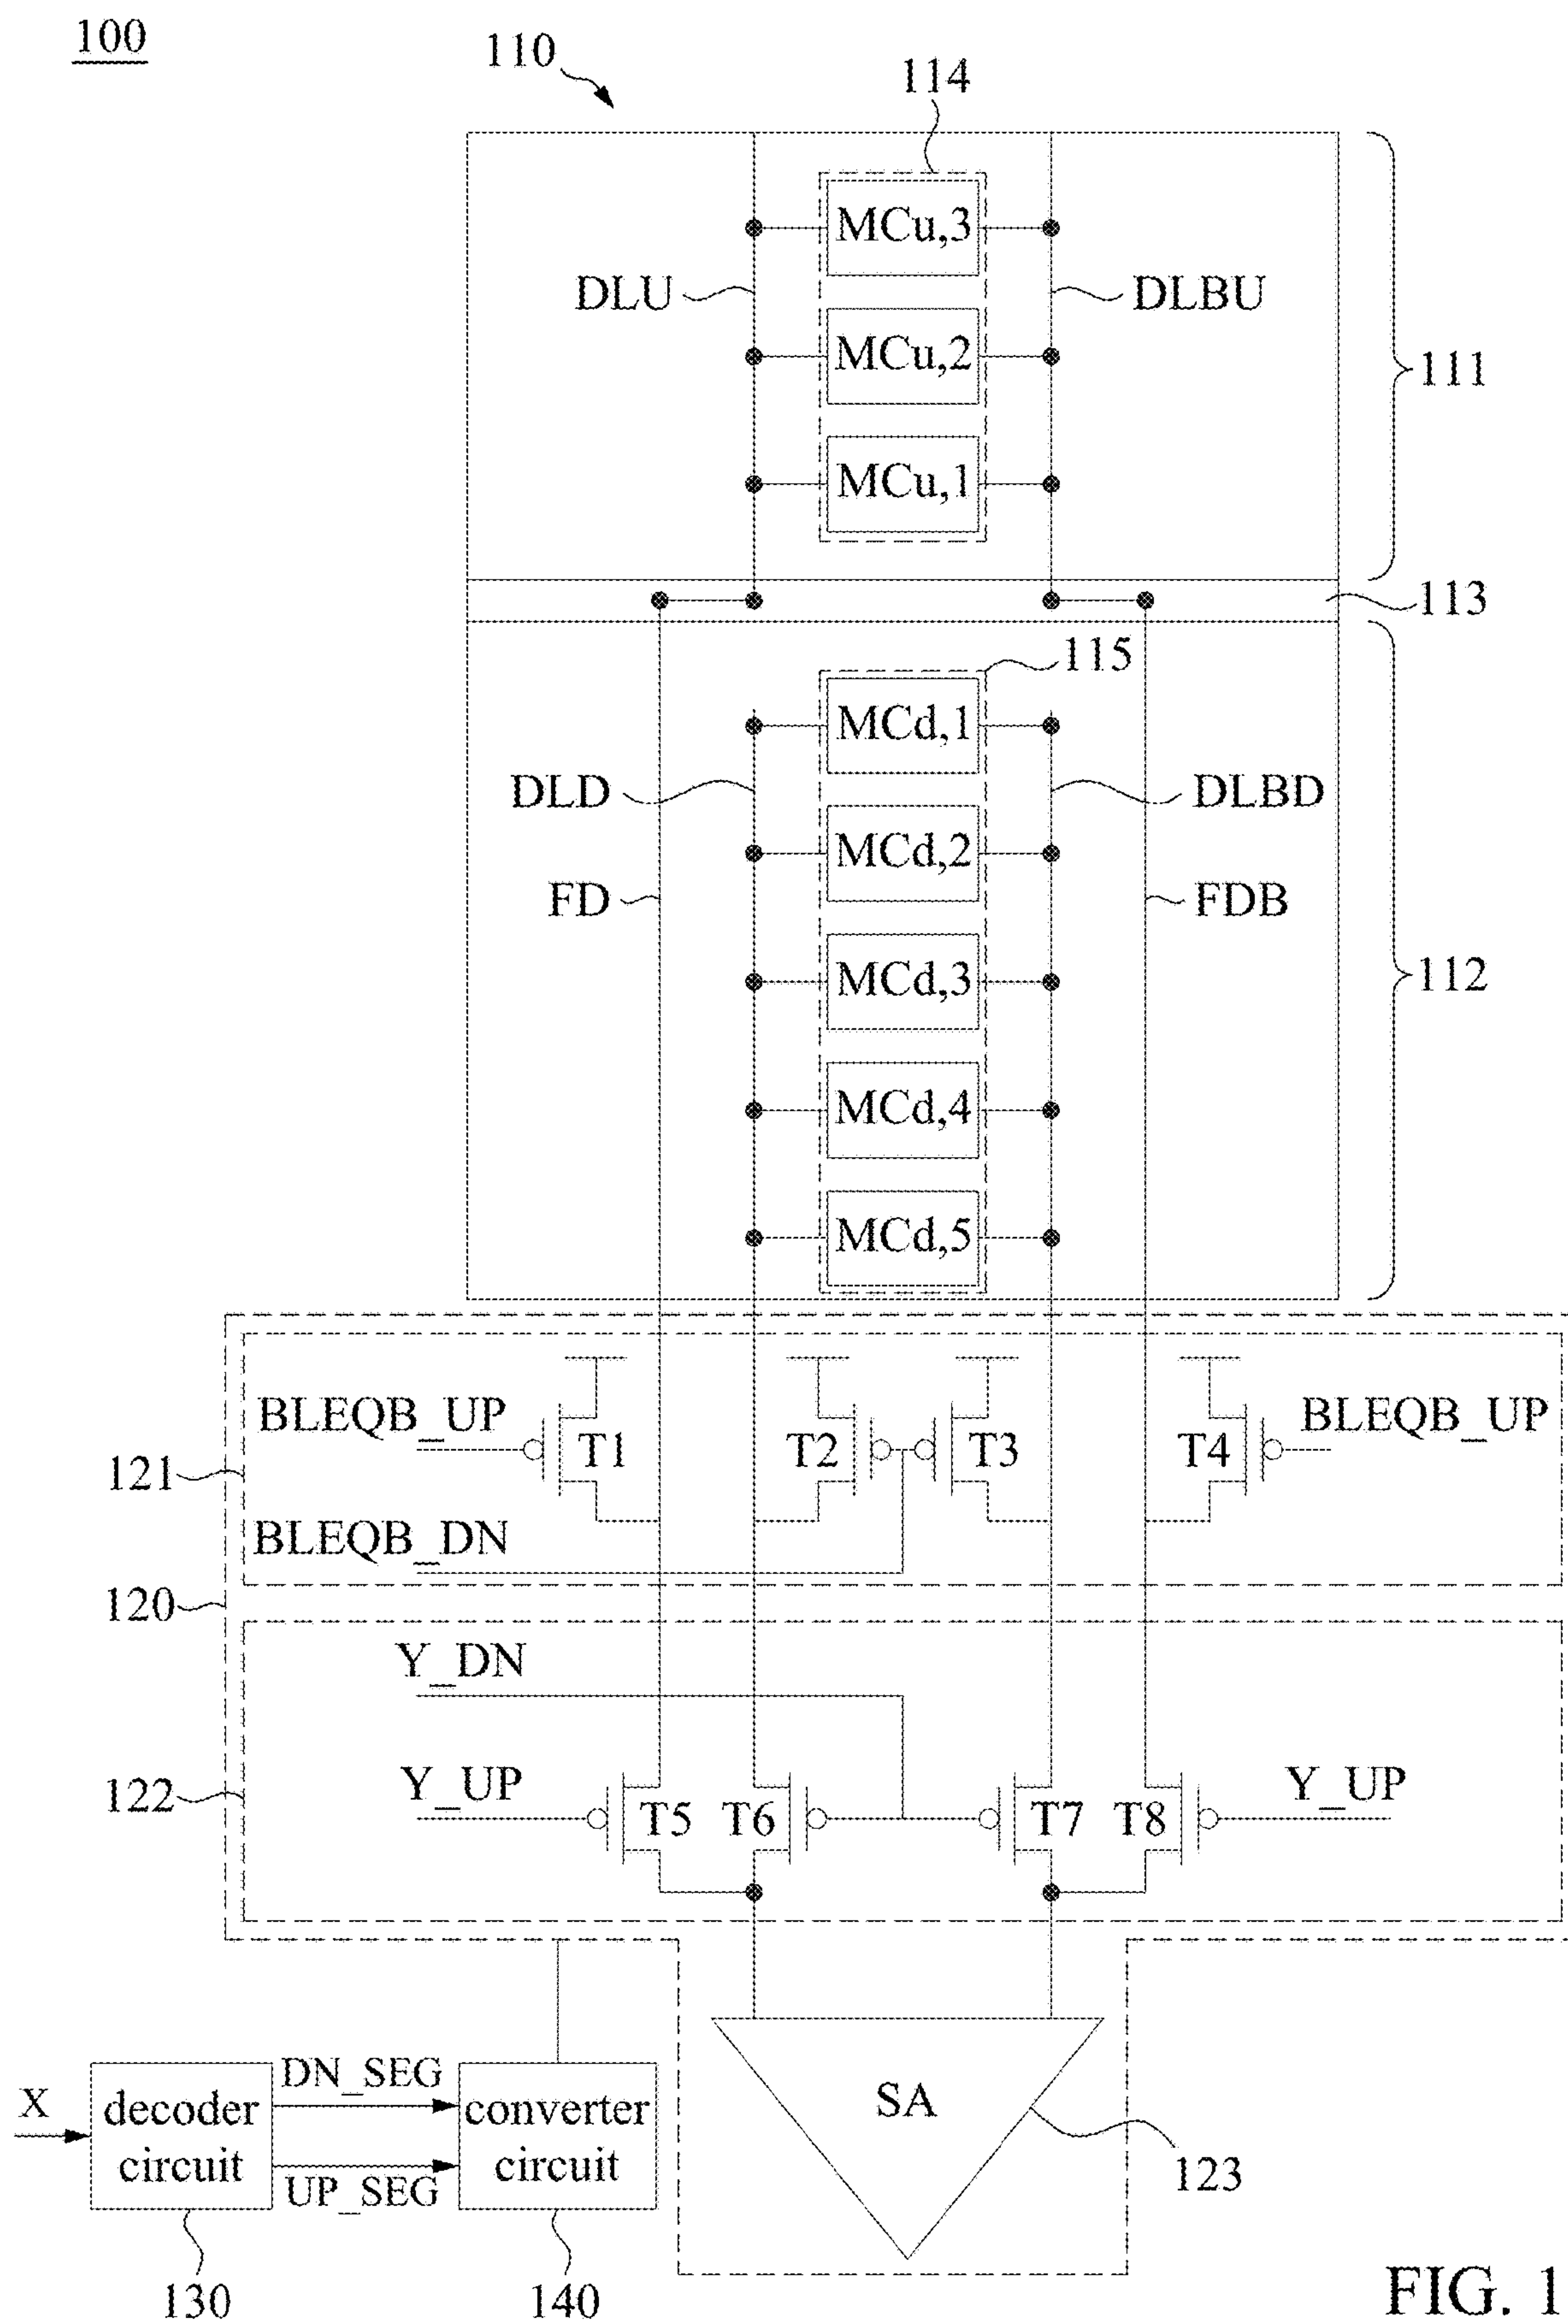 100
110
114
MCu,3
DLU
DLBU
MCu,2
111
MCu,1
113
115
MCd,1
DLD
DLBD
MCd,2
FD
FDB
MCd,3
112
MCd,4
MCd,5
BLEQB_UP
BLEQB_UP
T1
T2
T3
T4
121
BLEQB_DN
120
Y_DN
Y_UP
Y_UP
122
T5
T6
T7
T8
DN_SEG
X
decoder
circuit
converter
circuit
SA
UP_SEG
123
130
140
FIG. 1